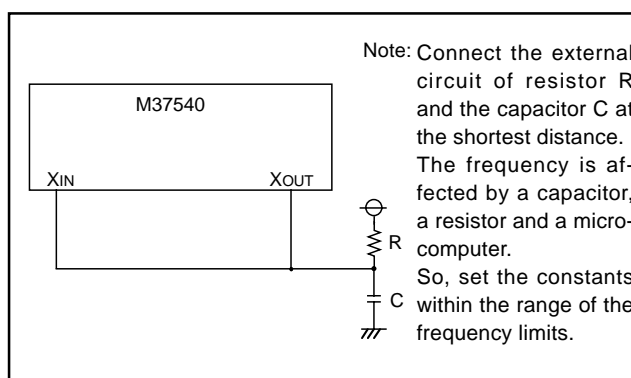 Note: Connect the external
circuit of resistor R
and the capacitor C at
the shortest distance.
The frequency is af-
fected by a capacitor,
a resistor and a micro-
computer.
So, set the constants
within the range of the
frequency limits.
M37540
XIN
XOUT
R
C